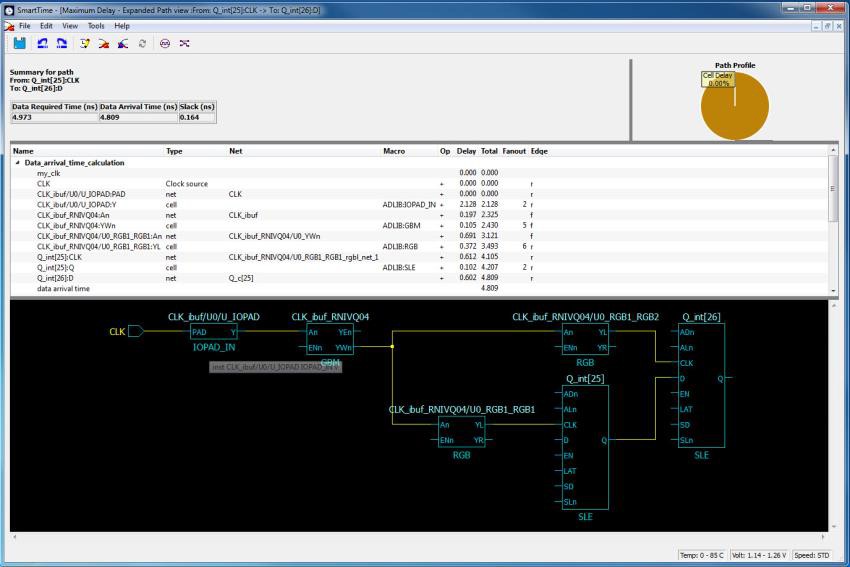 SmartTime - [Maximum Delay - Expanded Path view :From: Q_int[25]:CLK -> To: Q_int[26]:D]
File Edit View Tools Help
Summary for path
From: Q_int[25]:CLK
To: Q_int[26]:D
Data Required Time (ns) Data Arrival Time (ns) Slack (ns)
4.973 4.809 0.164
Path Profile
Cell Delay
0.00%
Name Type Net Macro Op Delay Total Fanout Edge
Data_arrival_time_calculation
my_clk 0.000 0.000
CLK Clock source + 0.000 0.000 r
CLK_ibuf/U0/U_IOPAD:PAD net CLK + 0.000 0.000 r
CLK_ibuf/U0/U_IOPAD:Y cell ADLIB:IOPAD_IN + 2.128 2.128 2 r
CLK_ibuf_RNIVQ04:An net CLK_ibuf + 0.197 2.325 f
CLK_ibuf_RNIVQ04:YWn cell ADLIB:GBM + 0.105 2.430 5 f
CLK_ibuf_RNIVQ04/U0_RGB1_RGB1:An net CLK_ibuf_RNIVQ04/U0_YWn + 0.691 3.121 f
CLK_ibuf_RNIVQ04/U0_RGB1_RGB1:YL cell ADLIB:RGB + 0.372 3.493 6 r
Q_int[25]:CLK net CLK_ibuf_RNIVQ04/U0_RGB1_RGB1_rgbl_net_1 + 0.612 4.105 r
Q_int[25]:Q cell ADLIB:SLE + 0.102 4.207 2 r
Q_int[26]:D net Q_c[25] + 0.602 4.809 r
data arrival time 4.809
CLK_ibuf/U0/U_IOPAD CLK_ibuf_RNIVQ04 CLK_ibuf_RNIVQ04/U0_RGB1_RGB2 Q_int[26]
CLK
PAD Y
IOPAD_IN
An YEn
ENn YWn
GBM
inst CLK_ibuf/U0/U_IOPAD IOPAD_IN v
An YL
ENn YR
RGB
ADn
ALn
CLK
D Q
EN
LAT
SD
SLn
SLE
CLK_ibuf_RNIVQ04/U0_RGB1_RGB1
An YL
ENn YR
RGB
Q_int[25]
ADn
ALn
CLK
D Q
EN
LAT
SD
SLn
SLE
Temp: 0 - 85 C Volt: 1.14 - 1.26 V Speed: STD